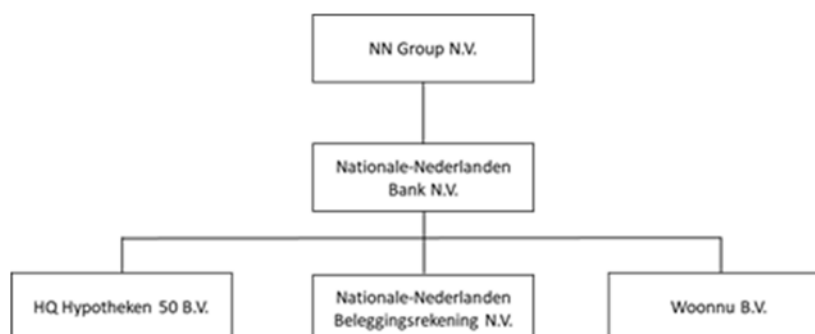 NN Group N.V.
Nationale-Nederlanden
Bank N.V.
HQ Hypotheken 50 B.V.
Nationale-Nederlanden
Beleggingsrekening N.V.
Woonnu B.V.